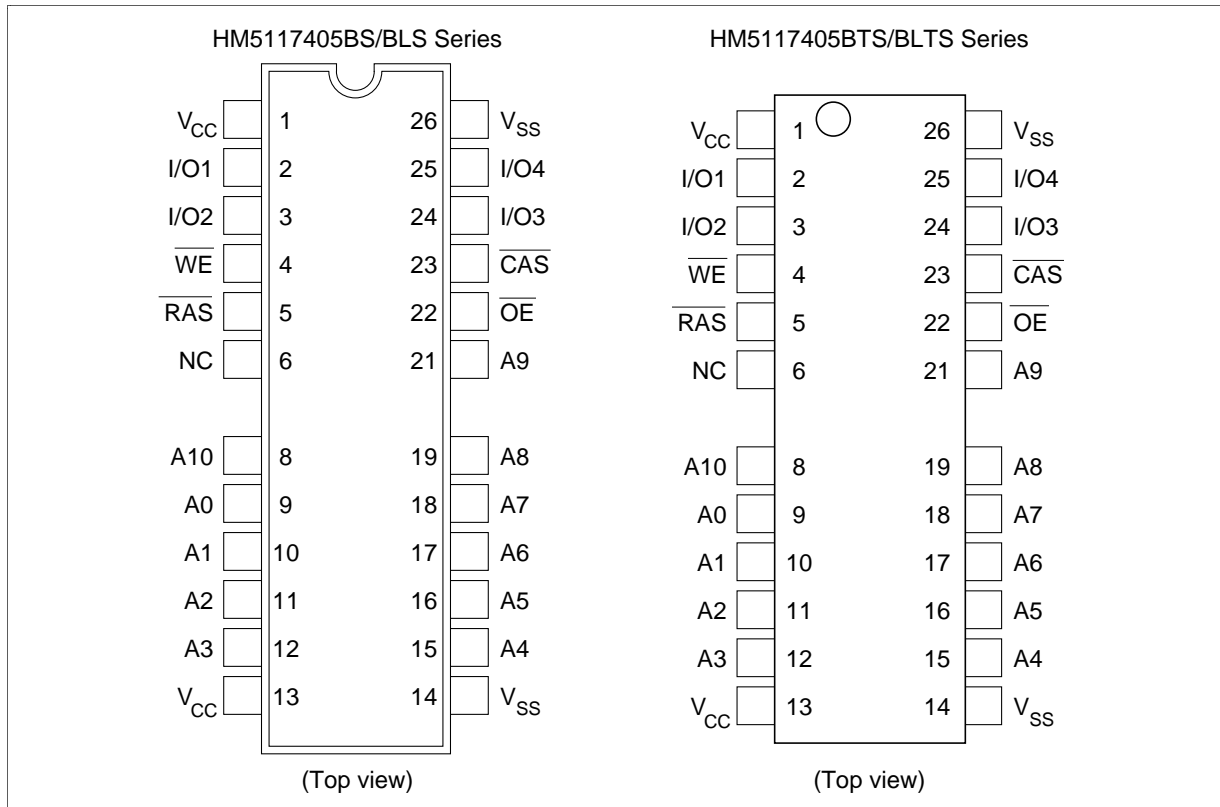 HM5117405BS/BLS Series
VCC 1 26 VSS
I/O1 2 25 I/O4
I/O2 3 24 I/O3
WE 4 23 CAS
RAS 5 22 OE
NC 6 21 A9
A10 8 19 A8
A0 9 18 A7
A1 10 17 A6
A2 11 16 A5
A3 12 15 A4
VCC 13 14 VSS
(Top view)
HM5117405BTS/BLTS Series
VCC 1 26 VSS
I/O1 2 25 I/O4
I/O2 3 24 I/O3
WE 4 23 CAS
RAS 5 22 OE
NC 6 21 A9
A10 8 19 A8
A0 9 18 A7
A1 10 17 A6
A2 11 16 A5
A3 12 15 A4
VCC 13 14 VSS
(Top view)